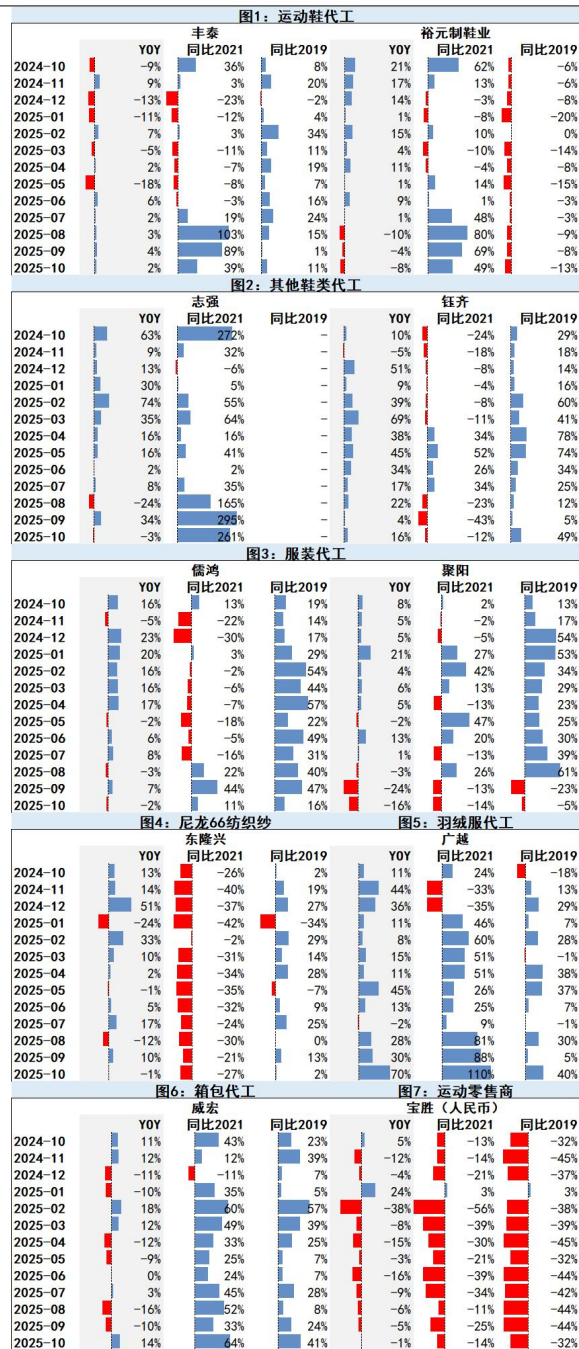 图1：运动鞋代工
丰泰 裕元制鞋业
YOY 同比2021 同比2019 YOY 同比2021 同比2019
2024-10 -9% 36% 8% 21% 62% -6%
2024-11 9% 3% 20% 17% 13% -6%
2024-12 -13% -23% -2% 14% -3% -8%
2025-01 -11% -12% 4% 1% -8% -20%
2025-02 7% 3% 34% 15% 10% 0%
2025-03 -5% -11% 11% 4% -10% -14%
2025-04 2% -7% 19% 11% -4% -8%
2025-05 -18% -8% 7% 1% 14% -15%
2025-06 6% -3% 16% 9% 1% -3%
2025-07 2% 19% 24% 1% 48% -3%
2025-08 3% 103% 15% -10% 80% -9%
2025-09 4% 89% 1% -4% 69% -8%
2025-10 2% 39% 11% -8% 49% -13%
图2：其他鞋类代工
志强 钰齐
YOY 同比2021 同比2019 YOY 同比2021 同比2019
2024-10 63% 272% - 10% -24% 29%
2024-11 9% 32% - -5% -18% 18%
2024-12 13% -6% - 51% -8% 14%
2025-01 30% 5% - 9% -4% 16%
2025-02 74% 55% - 39% -8% 60%
2025-03 35% 64% - 69% -11% 41%
2025-04 16% 16% - 38% 34% 78%
2025-05 16% 41% - 45% 52% 74%
2025-06 2% 2% - 34% 26% 34%
2025-07 8% 35% - 17% 34% 25%
2025-08 -24% 165% - 22% -23% 12%
2025-09 34% 295% - 4% -43% 5%
2025-10 -3% 261% - 16% -12% 49%
图3：服装代工
儒鸿 聚阳
YOY 同比2021 同比2019 YOY 同比2021 同比2019
2024-10 16% 13% 19% 8% 2% 13%
2024-11 -5% -22% 14% 5% -2% 17%
2024-12 23% -30% 17% 5% -5% 54%
2025-01 20% 3% 29% 21% 27% 53%
2025-02 16% -2% 54% 4% 42% 34%
2025-03 16% -6% 44% 6% 13% 29%
2025-04 17% -7% 57% 5% -13% 23%
2025-05 -2% -18% 22% -2% 47% 25%
2025-06 6% -5% 49% 13% 20% 30%
2025-07 8% -16% 31% 1% -13% 39%
2025-08 -3% 22% 40% -3% 26% 61%
2025-09 7% 44% 47% -24% -13% -23%
2025-10 -2% 11% 16% -16% -14% -5%
图4：尼龙66纺织纱 图5：羽绒服代工
东隆兴 广越
YOY 同比2021 同比2019 YOY 同比2021 同比2019
2024-10 13% -26% 2% 11% 24% -18%
2024-11 14% -40% 19% 44% -33% 13%
2024-12 51% -37% 27% 36% -35% 29%
2025-01 -24% -42% -34% 11% 46% 7%
2025-02 33% -2% 29% 8% 60% 28%
2025-03 10% -31% 14% 15% 51% -1%
2025-04 2% -34% 28% 11% 51% 38%
2025-05 -1% -35% -7% 45% 26% 37%
2025-06 5% -32% 9% 13% 25% 7%
2025-07 17% -24% 25% -2% 9% -1%
2025-08 -12% -30% 0% 28% 81% 30%
2025-09 10% -21% 13% 30% 88% 5%
2025-10 -1% -27% 2% 70% 110% 40%
图6：箱包代工 图7：运动零售商
威宏 宝胜（人民币）
YOY 同比2021 同比2019 YOY 同比2021 同比2019
2024-10 11% 43% 23% 5% -13% -32%
2024-11 12% 12% 39% -12% -14% -45%
2024-12 -11% -11% 7% -4% -21% -37%
2025-01 -10% 35% 5% 24% 3% 3%
2025-02 18% 60% 57% -38% -56% -38%
2025-03 12% 49% 39% -8% -39% -39%
2025-04 -12% 33% 25% -15% -30% -45%
2025-05 -9% 25% 7% -3% -21% -32%
2025-06 0% 24% 7% -16% -39% -44%
2025-07 3% 45% 28% -9% -34% -42%
2025-08 -16% 52% 8% -6% -11% -44%
2025-09 -10% 33% 24% -5% -25% -44%
2025-10 14% 64% 41% -1% -14% -32%